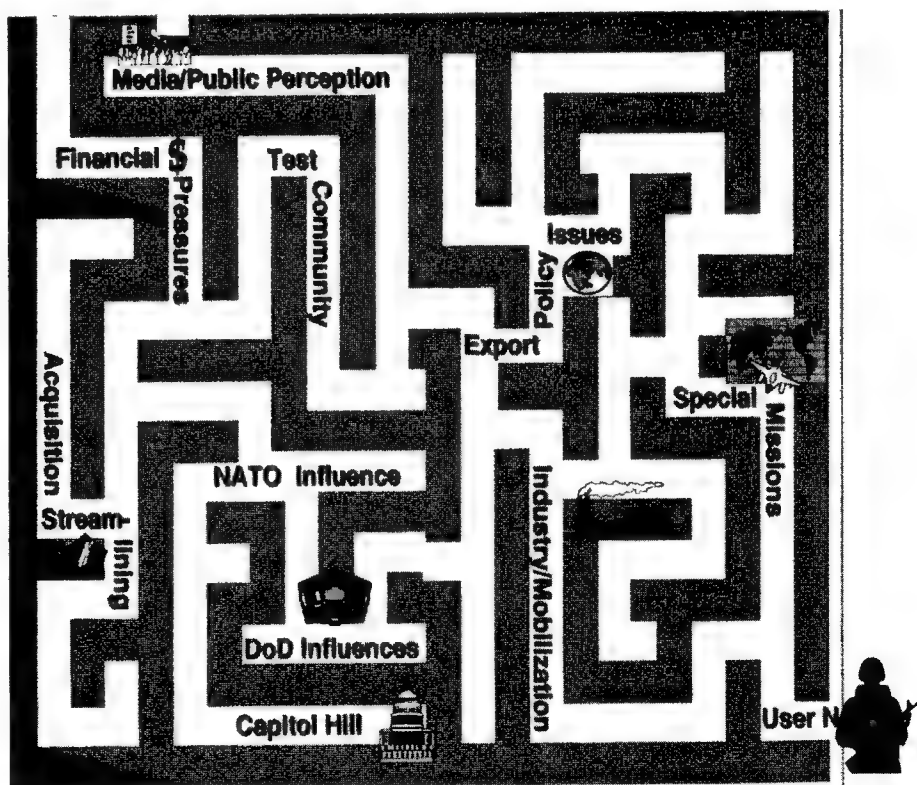 Media/Public Perception
Financial $
Pressures
Test
Community
Issues
Policy
Export
Acquisition
Stream-
lining
Special
Missions
NATO Influence
Industry/Mobilization
DoD Influences
Capitol Hill
User N